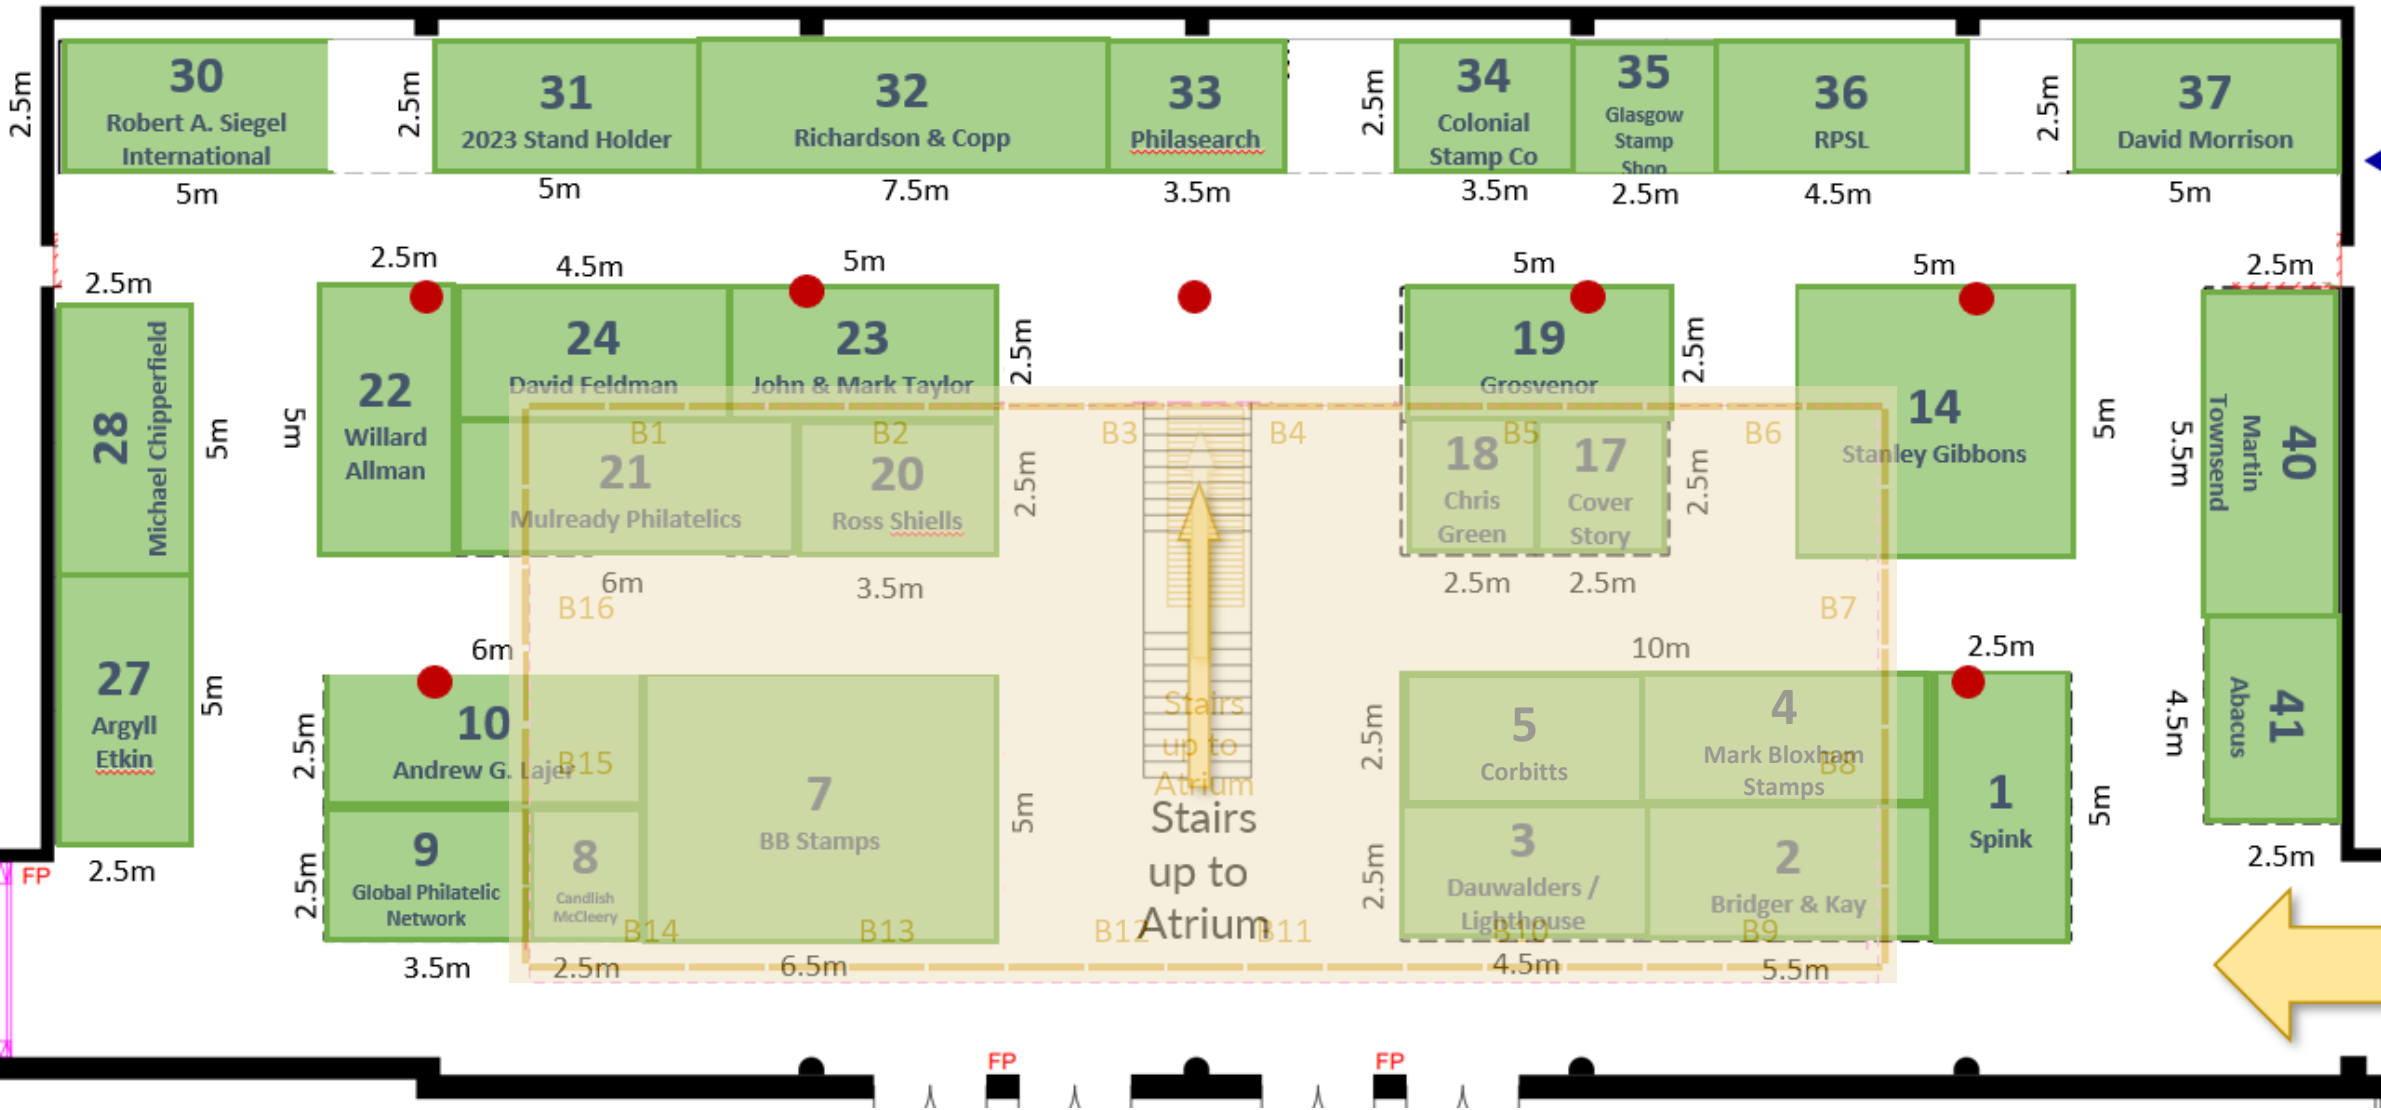 30
Robert A. Siegel
International
31
2023 Stand Holder
32
Richardson & Copp
33
Philasearch
34
Colonial
Stamp Co
35
Glasgow
Stamp
Shop
36
RPSL
37
David Morrison
2.5m
2.5m
2.5m
2.5m
5m
5m
7.5m
3.5m
3.5m
2.5m
4.5m
5m
2.5m
2.5m
4.5m
5m
5m
5m
2.5m
28
Michael Chipperfield
5m
5m
22
Willard
Allman
24
David Feldman
23
John & Mark Taylor
2.5m
19
Grosvenor
2.5m
14
Stanley Gibbons
5m
5.5m
40
Martin
Townsend
B1
B2
B3
B4
B5
B6
21
Mulready Philatelics
20
Ross Shiells
2.5m
18
Chris
Green
17
Cover
Story
2.5m
6m
3.5m
2.5m
2.5m
B16
B7
6m
10m
2.5m
27
Argyll
Etkin
5m
2.5m
10
Andrew G. Lajer
B15
7
BB Stamps
5m
Stairs
up to
Atrium
Stairs
up to
Atrium
2.5m
5
Corbitts
4
Mark Bloxham
Stamps
B8
1
Spink
5m
4.5m
41
Abacus
FP
2.5m
2.5m
9
Global Philatelic
Network
8
Candlish
McCleery
2.5m
3
Dauwalders /
Lighthouse
2
Bridger & Kay
2.5m
B14
B13
B12
B11
B10
B9
3.5m
2.5m
6.5m
4.5m
5.5m
FP
FP